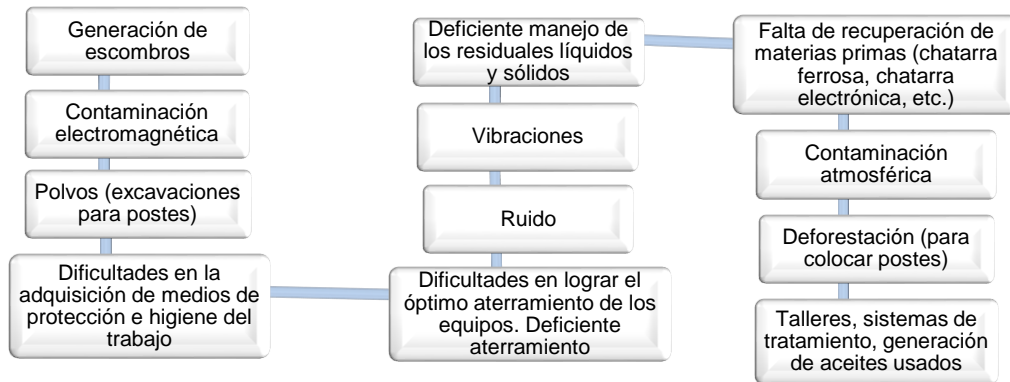 Generación de
escombros
Contaminación
electromagnética
Polvos (excavaciones
para postes)
Dificultades en la
adquisición de medios de
protección e higiene del
trabajo
Deficiente manejo de
los residuales líquidos
y sólidos
Vibraciones
Ruido
Dificultades en lograr el
óptimo aterramiento de los
equipos. Deficiente
aterramiento
Falta de recuperación de
materias primas (chatarra
ferrosa, chatarra
electrónica, etc.)
Contaminación
atmosférica
Deforestación (para
colocar postes)
Talleres, sistemas de
tratamiento, generación
de aceites usados